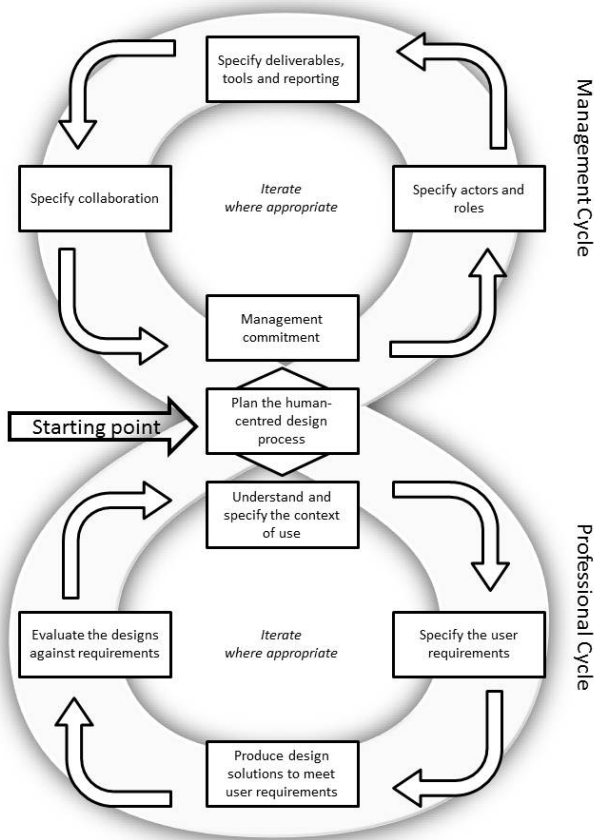 Specify deliverables,
tools and reporting
Management Cycle
Specify collaboration
Iterate
where appropriate
Specify actors and
roles
Management
commitment
Starting point
Plan the human-
centred design
process
Understand and
specify the context
of use
Professional Cycle
Evaluate the designs
against requirements
Iterate
where appropriate
Specify the user
requirements
Produce design
solutions to meet
user requirements